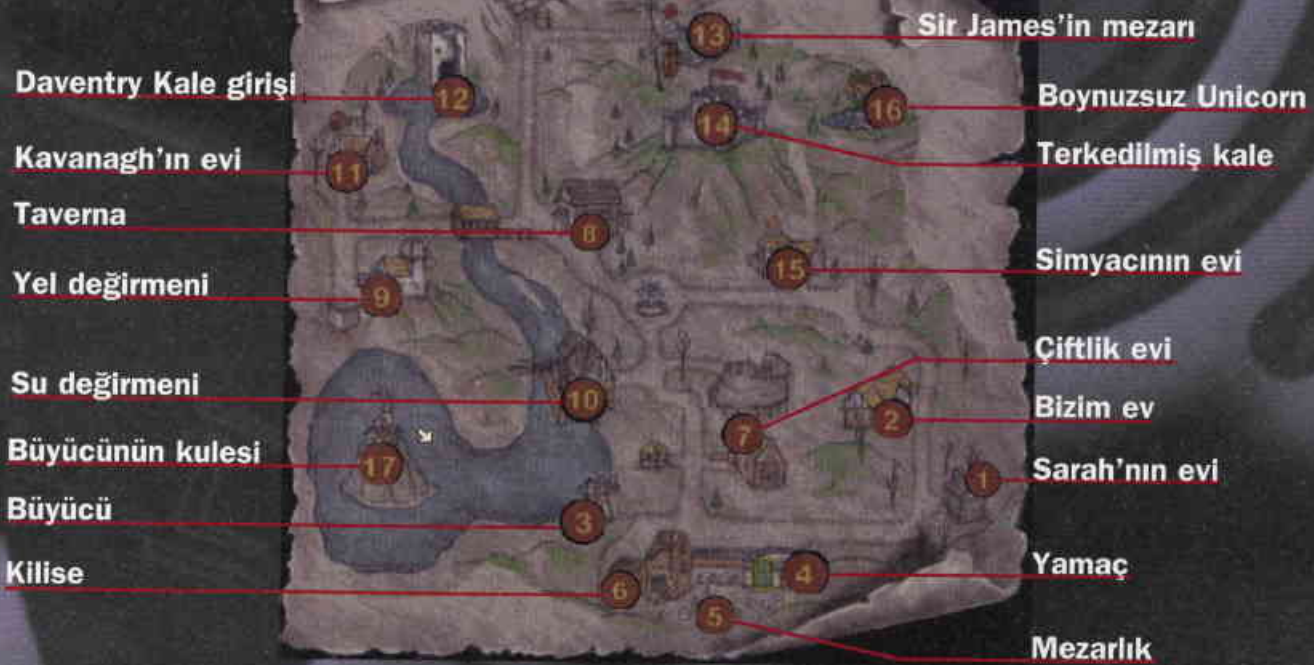 Sir James'in mezarı
13
Daventry Kale girişi
12
16
Boynuzsuz Unicorn
14
Kavanagh'ın evi
11
Terkedilmiş kale
Taverna
8
Yel değirmeni
9
15
Simyacının evi
Çiftlik evi
Su değirmeni
10
7
2
Bizim ev
Büyücünün kulesi
17
1
Sarah'nın evi
Büyücü
3
Kilise
6
4
Yamaç
5
Mezarlık